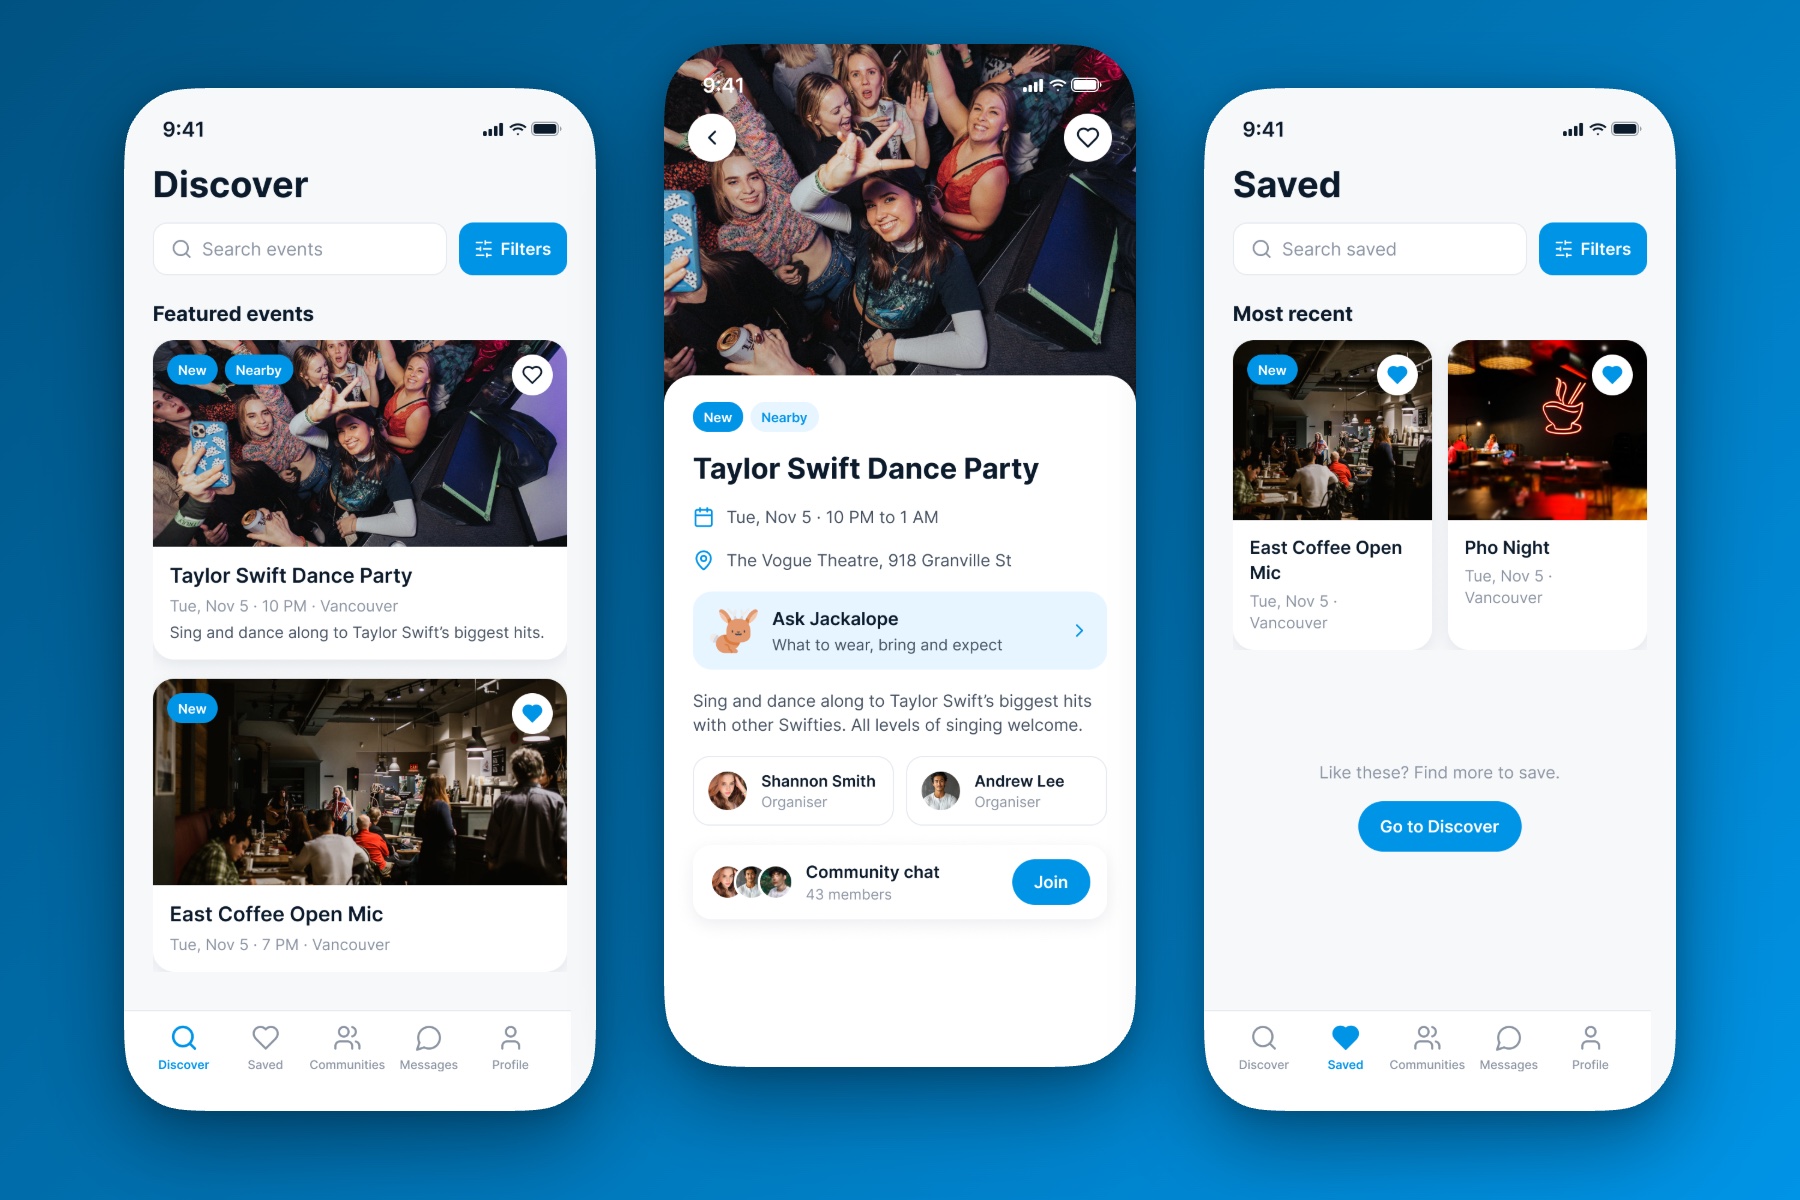 9:41
Discover
Search events
Filters
Featured events
New
Nearby
Taylor Swift Dance Party
Tue, Nov 5 · 10 PM · Vancouver
Sing and dance along to Taylor Swift’s biggest hits.
New
East Coffee Open Mic
Tue, Nov 5 · 7 PM · Vancouver
Discover
Saved
Communities
Messages
Profile
9:41
New
Nearby
Taylor Swift Dance Party
Tue, Nov 5 · 10 PM to 1 AM
The Vogue Theatre, 918 Granville St
Ask Jackalope
What to wear, bring and expect
Sing and dance along to Taylor Swift’s biggest hits
with other Swifties. All levels of singing welcome.
Shannon Smith
Organiser
Andrew Lee
Organiser
Community chat
43 members
Join
9:41
Saved
Search saved
Filters
Most recent
New
East Coffee Open
Mic
Tue, Nov 5 ·
Vancouver
Pho Night
Tue, Nov 5 ·
Vancouver
Like these? Find more to save.
Go to Discover
Discover
Saved
Communities
Messages
Profile